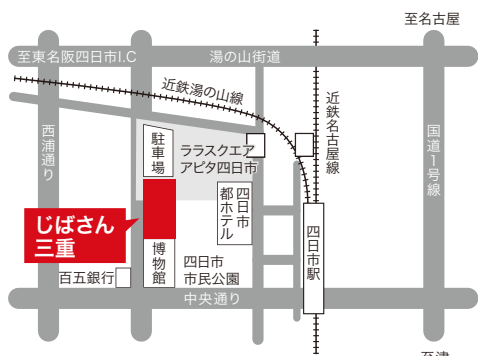 至名古屋
至東名阪四日市I.C
湯の山街道
近鉄湯の山線
近鉄名古屋線
西浦通り
国道1号線
駐車場
ララスクエア
アピタ四日市
四日市
都ホテル
じばさん
三重
博物館
四日市
市民公園
四日市駅
百五銀行
中央通り
至津